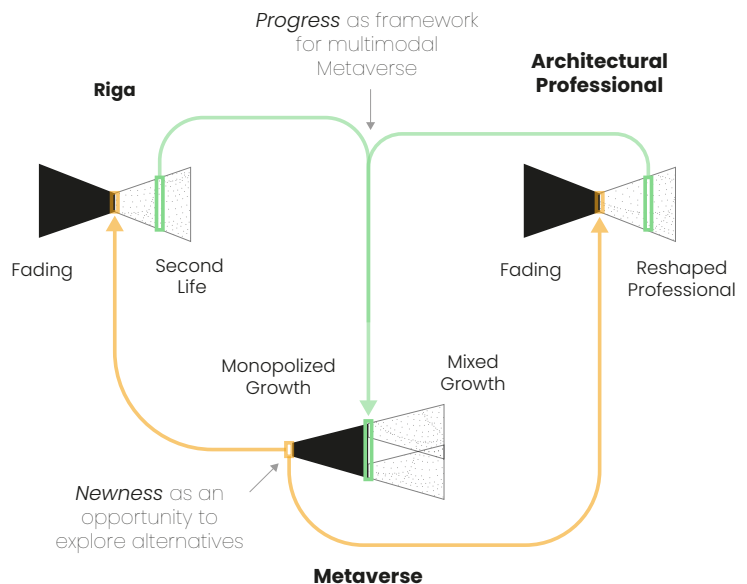 Progress as framework
for multimodal
Metaverse
Riga
Architectural
Professional
Fading
Second
Life
Fading
Reshaped
Professional
Monopolized
Growth
Mixed
Growth
Newness as an
opportunity to
explore alternatives
Metaverse